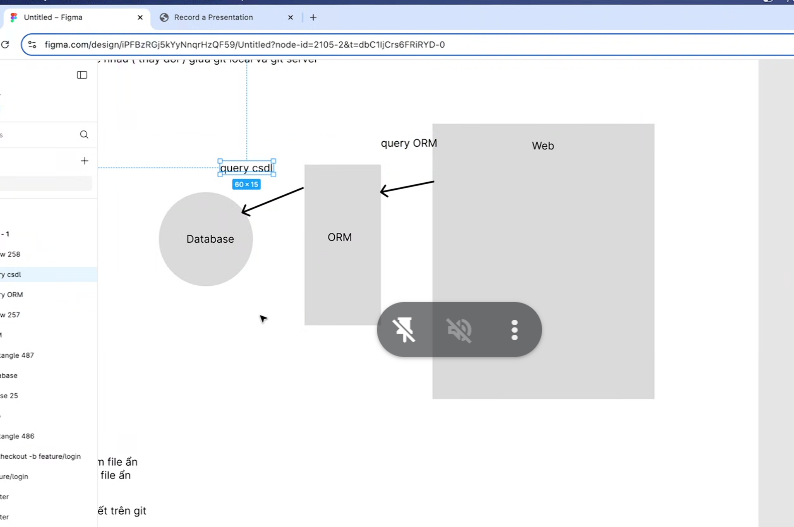 Untitled – Figma
Record a Presentation
figma.com/design/iPFBzRGj5kYyNnqrHzQF59/Untitled?node-id=2105-2&t=dbC1IjCrs6FRiRYD-0
nhau ( thay đổi ) giữa git local và git server
query ORM
Web
query csdl
60 × 15
Database
ORM
- 1
w 258
ry csdl
ry ORM
w 257
tangle 487
abase
se 25
tangle 486
heckout -b feature/login
ure/login
ter
ter
m file ẩn
file ẩn
ết trên git